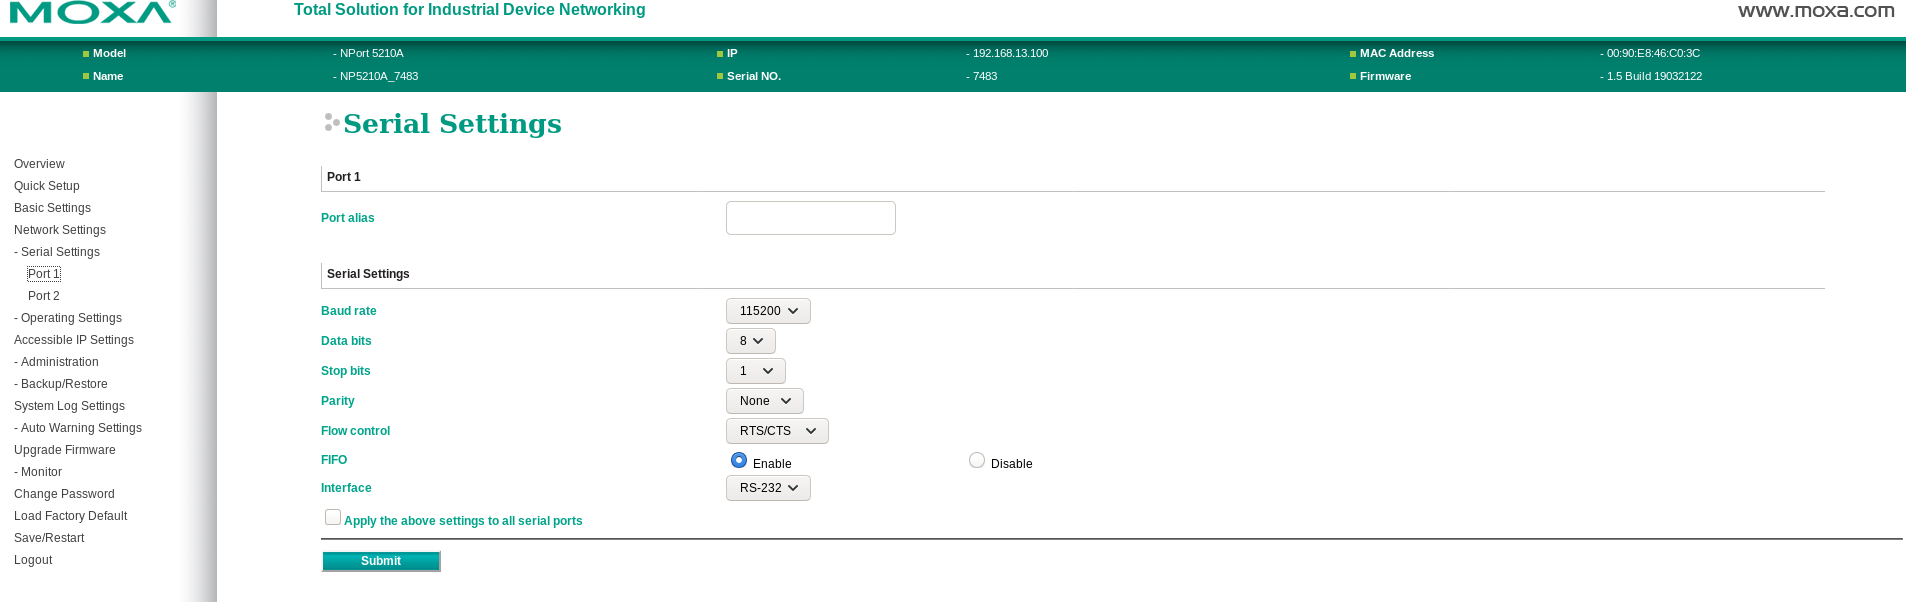 MOXA®
Total Solution for Industrial Device Networking
www.moxa.com
Model - NPort 5210A IP - 192.168.13.100 MAC Address - 00:90:E8:46:C0:3C
Name - NP5210A_7483 Serial NO. - 7483 Firmware - 1.5 Build 19032122
Overview
Quick Setup
Basic Settings
Network Settings
- Serial Settings
Port 1
Port 2
- Operating Settings
Accessible IP Settings
- Administration
- Backup/Restore
System Log Settings
- Auto Warning Settings
Upgrade Firmware
- Monitor
Change Password
Load Factory Default
Save/Restart
Logout
Serial Settings
Port 1
Port alias
Serial Settings
Baud rate 115200
Data bits 8
Stop bits 1
Parity None
Flow control RTS/CTS
FIFO Enable Disable
Interface RS-232
Apply the above settings to all serial ports
Submit